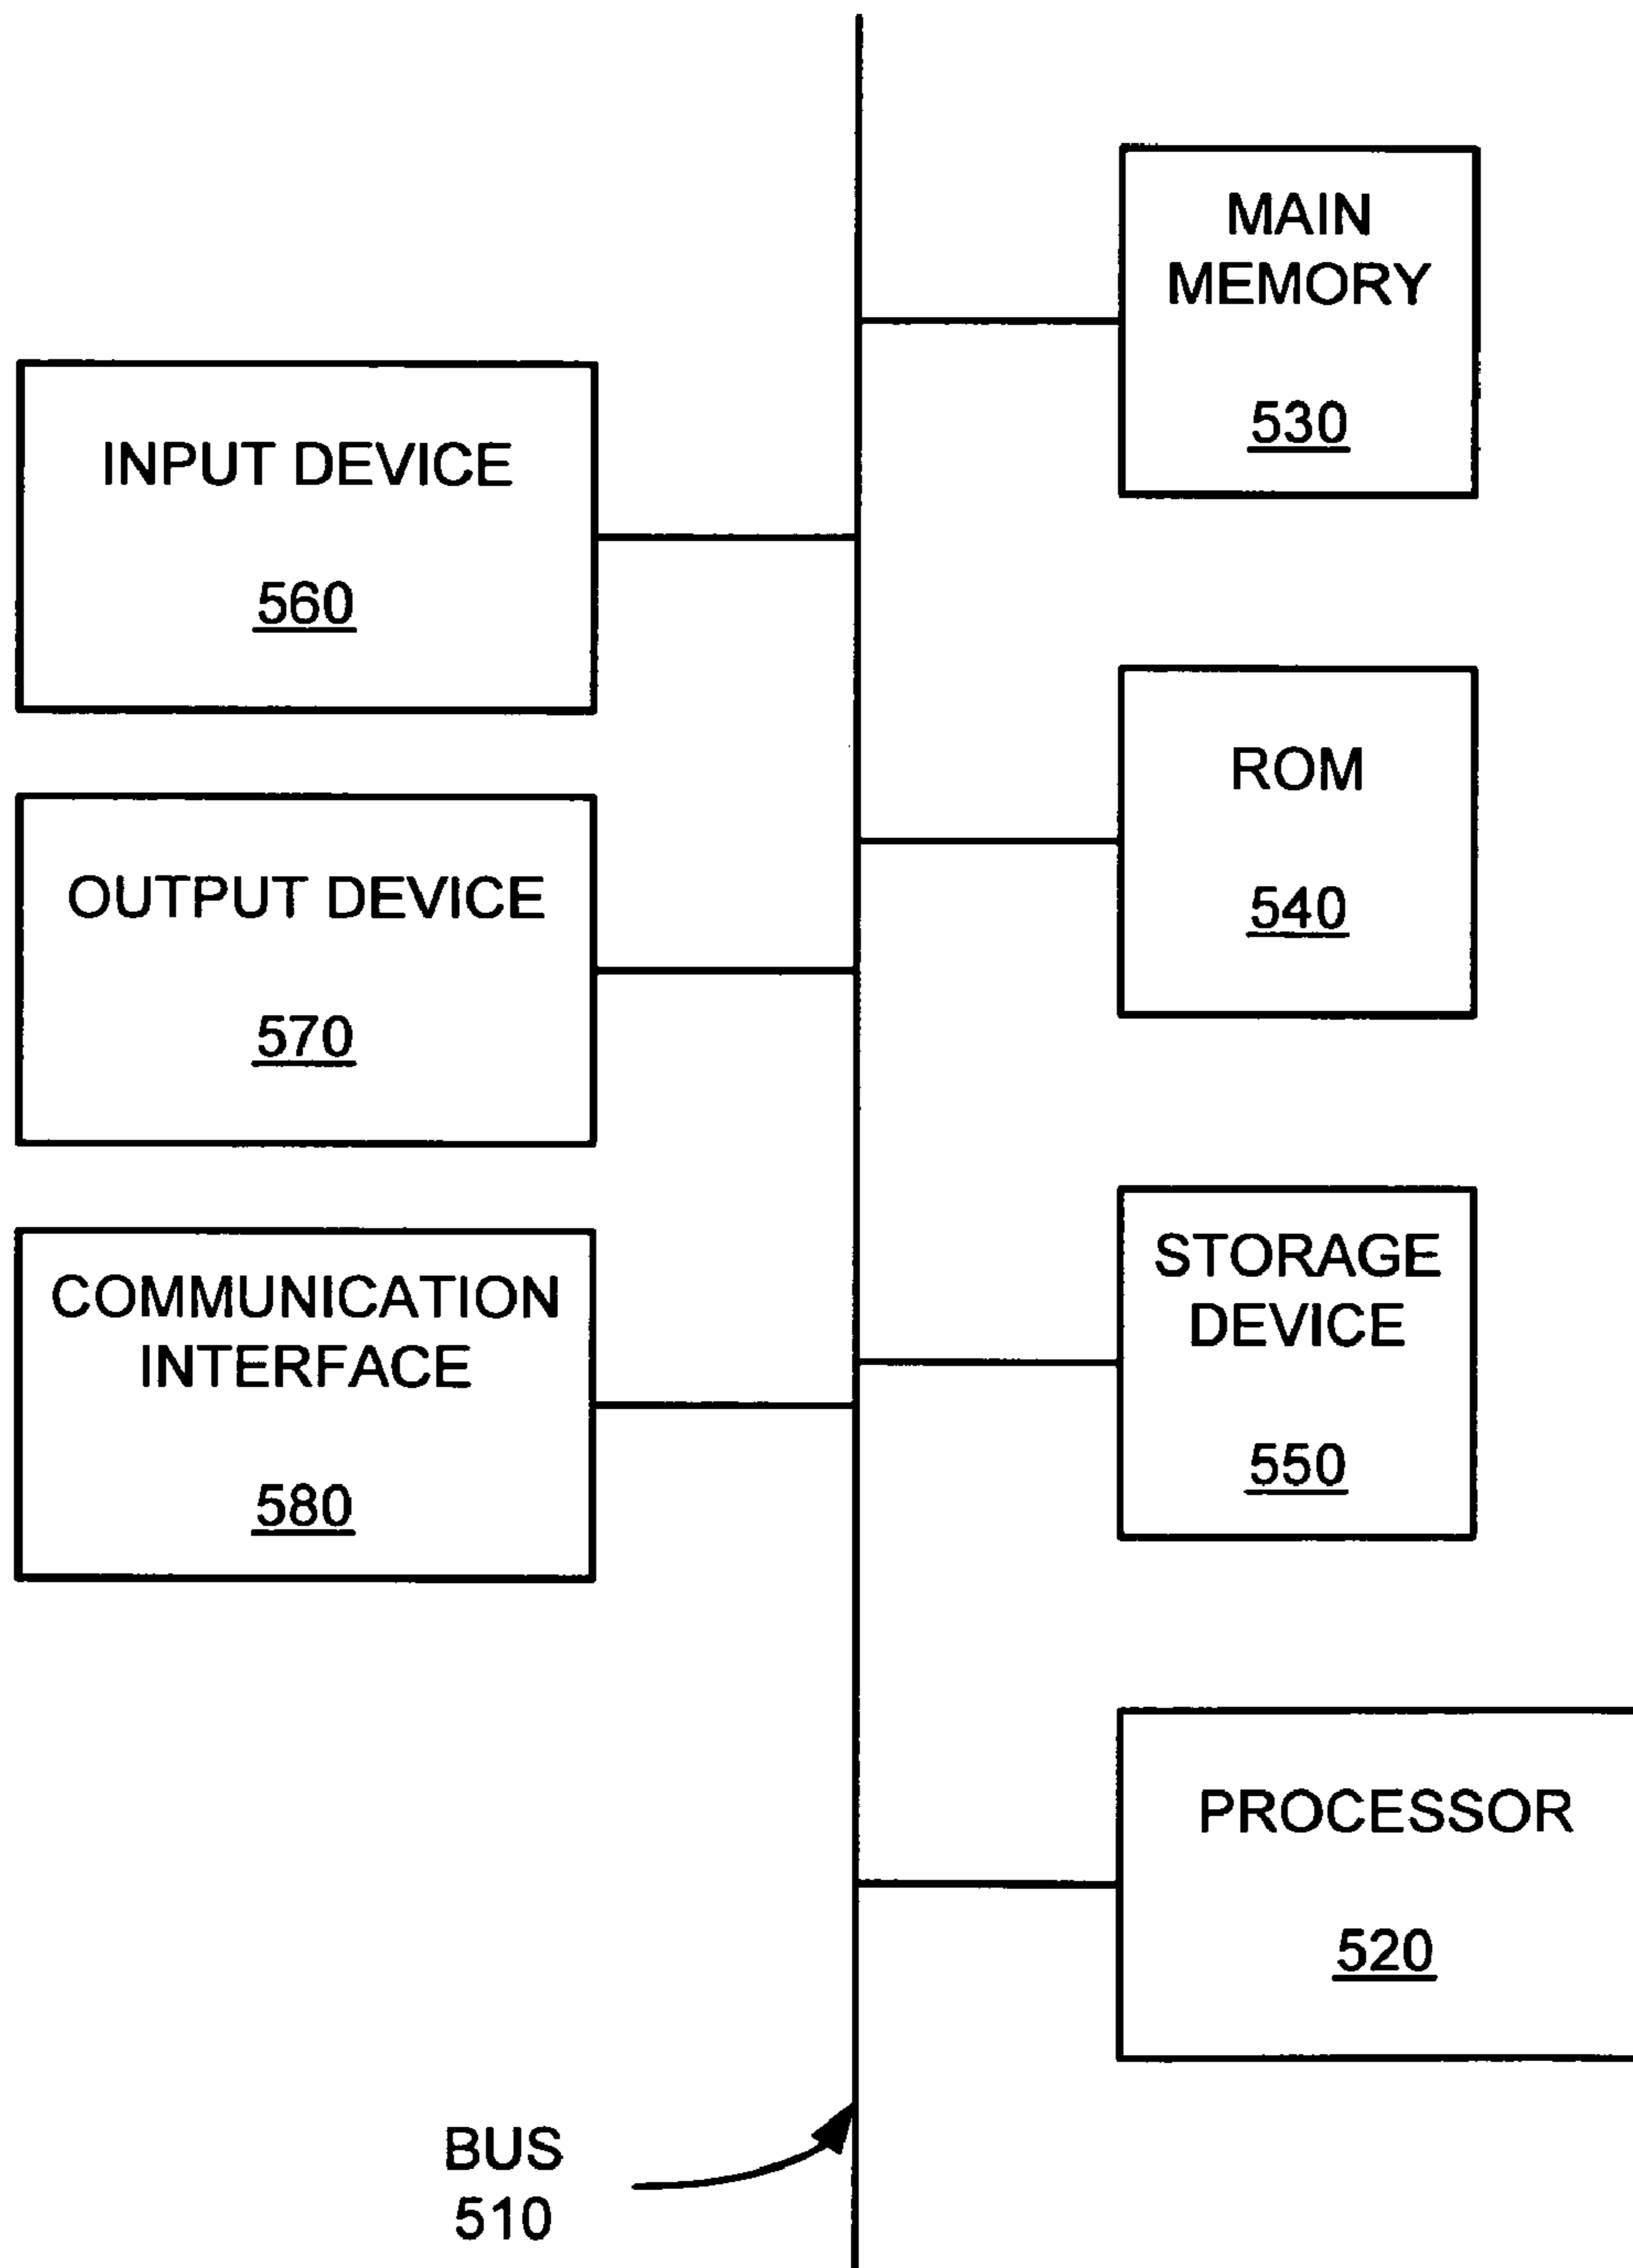 MAIN
MEMORY
530
INPUT DEVICE
560
ROM
540
OUTPUT DEVICE
570
STORAGE
DEVICE
550
COMMUNICATION
INTERFACE
580
PROCESSOR
520
BUS
510